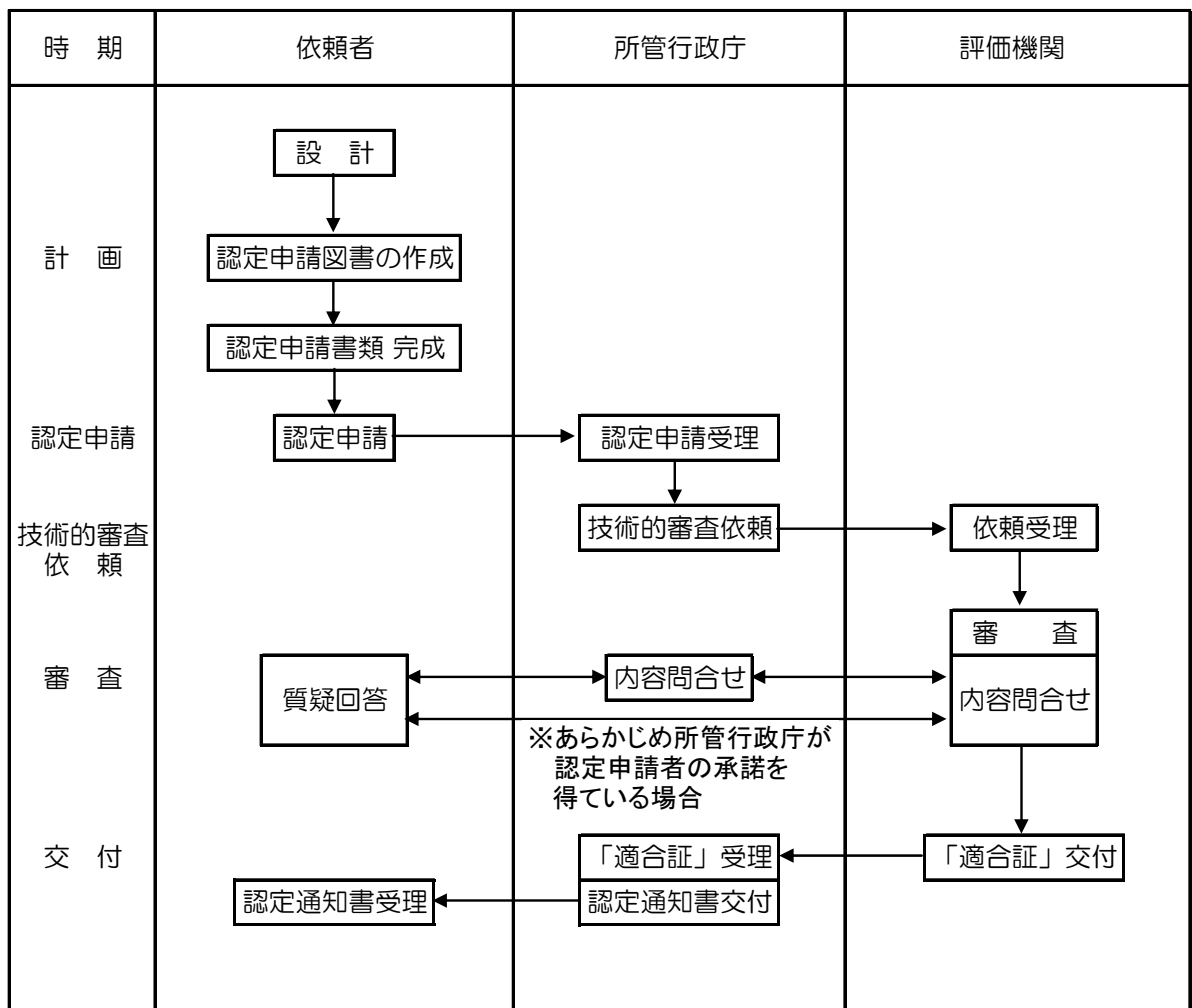 時　期
依頼者
所管行政庁
評価機関
設　計
計　画
認定申請図書の作成
認定申請書類 完成
認定申請
認定申請
認定申請受理
技術的審査
依　頼
技術的審査依頼
依頼受理
審　査
質疑回答
内容問合せ
審　　査
内容問合せ
※あらかじめ所管行政庁が
認定申請者の承諾を
得ている場合
交　付
「適合証」受理
「適合証」交付
認定通知書受理
認定通知書交付